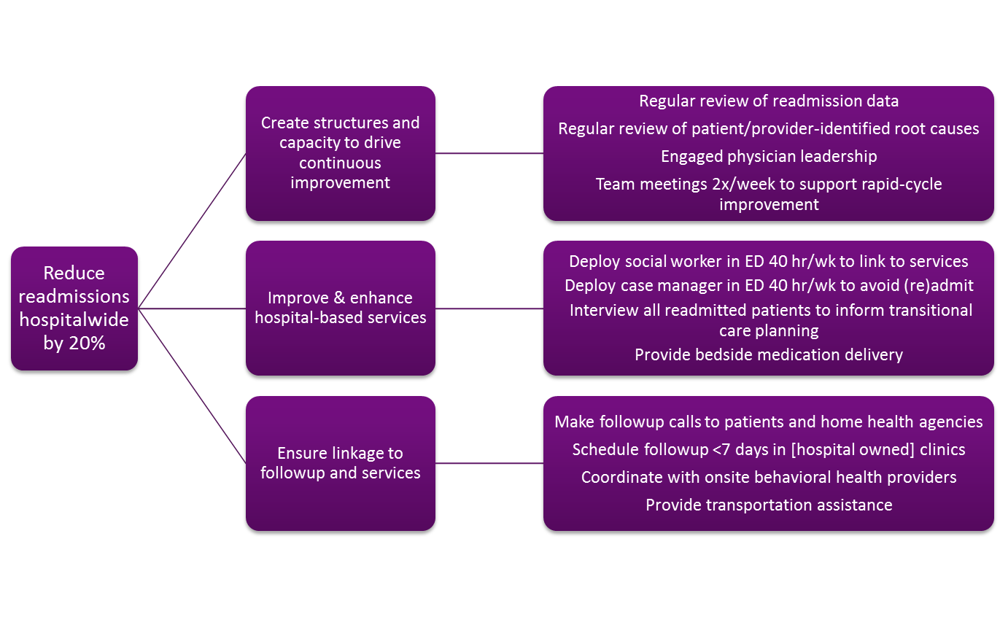 Reduce
readmissions
hospitalwide
by 20%
Create structures and
capacity to drive
continuous
improvement
Regular review of readmission data
Regular review of patient/provider-identified root causes
Engaged physician leadership
Team meetings 2x/week to support rapid-cycle
improvement
Improve & enhance
hospital-based services
Deploy social worker in ED 40 hr/wk to link to services
Deploy case manager in ED 40 hr/wk to avoid (re)admit
Interview all readmitted patients to inform transitional
care planning
Provide bedside medication delivery
Ensure linkage to
followup and services
Make followup calls to patients and home health agencies
Schedule followup <7 days in [hospital owned] clinics
Coordinate with onsite behavioral health providers
Provide transportation assistance